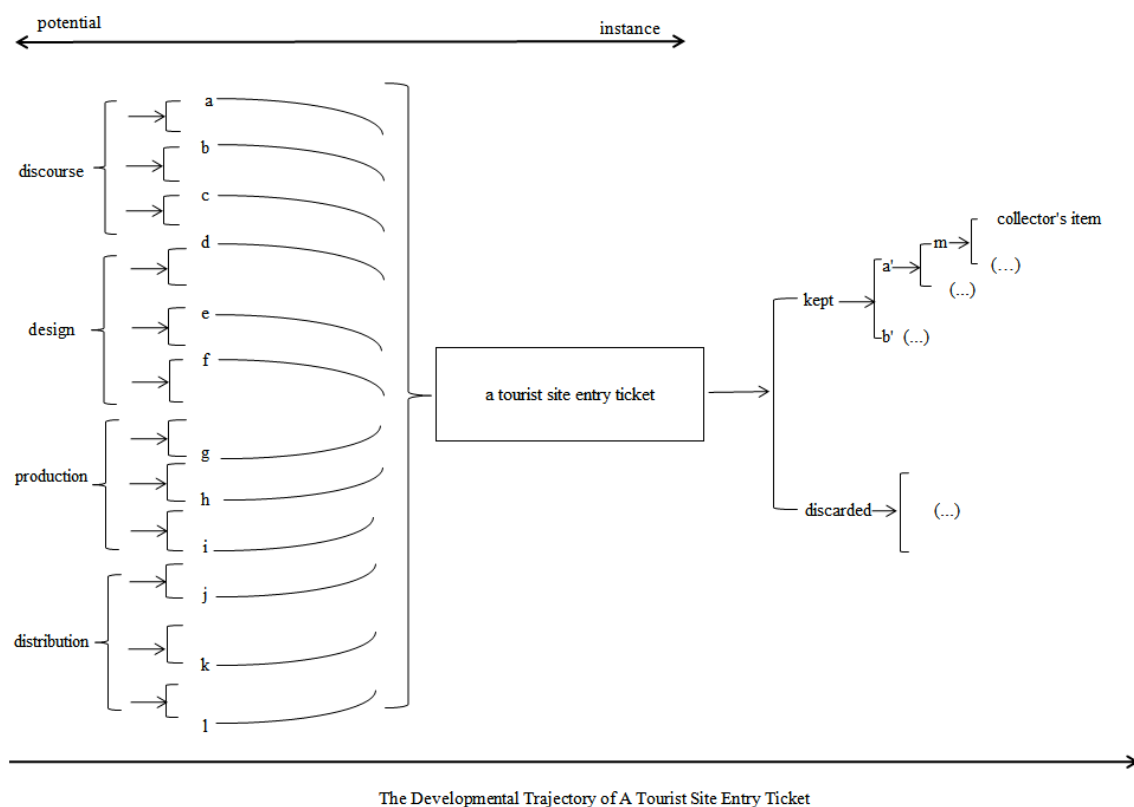 potential
instance
a
b
discourse
c
collector's item
d
m
a'
(...)
(...)
kept
e
design
b' (...)
f
a tourist site entry ticket
g
production
h
discarded
(...)
i
j
distribution
k
l
The Developmental Trajectory of A Tourist Site Entry Ticket